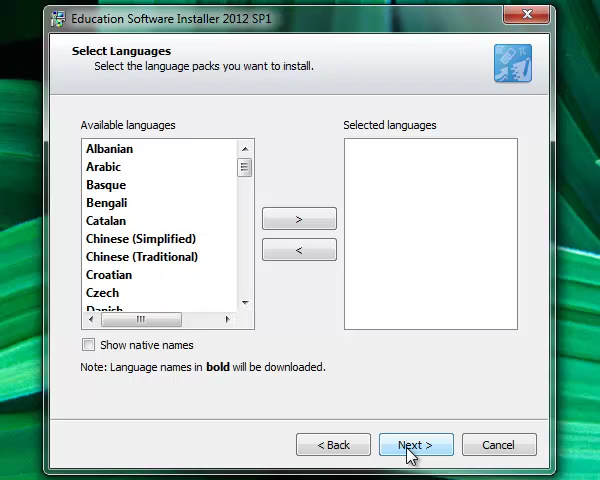 Education Software Installer 2012 SP1
Select Languages
Select the language packs you want to install.
Available languages
Selected languages
Albanian
Arabic
Basque
Bengali
Catalan
Chinese (Simplified)
Chinese (Traditional)
Croatian
Czech
Danish
>
<
Show native names
Note: Language names in bold will be downloaded.
< Back
Next >
Cancel